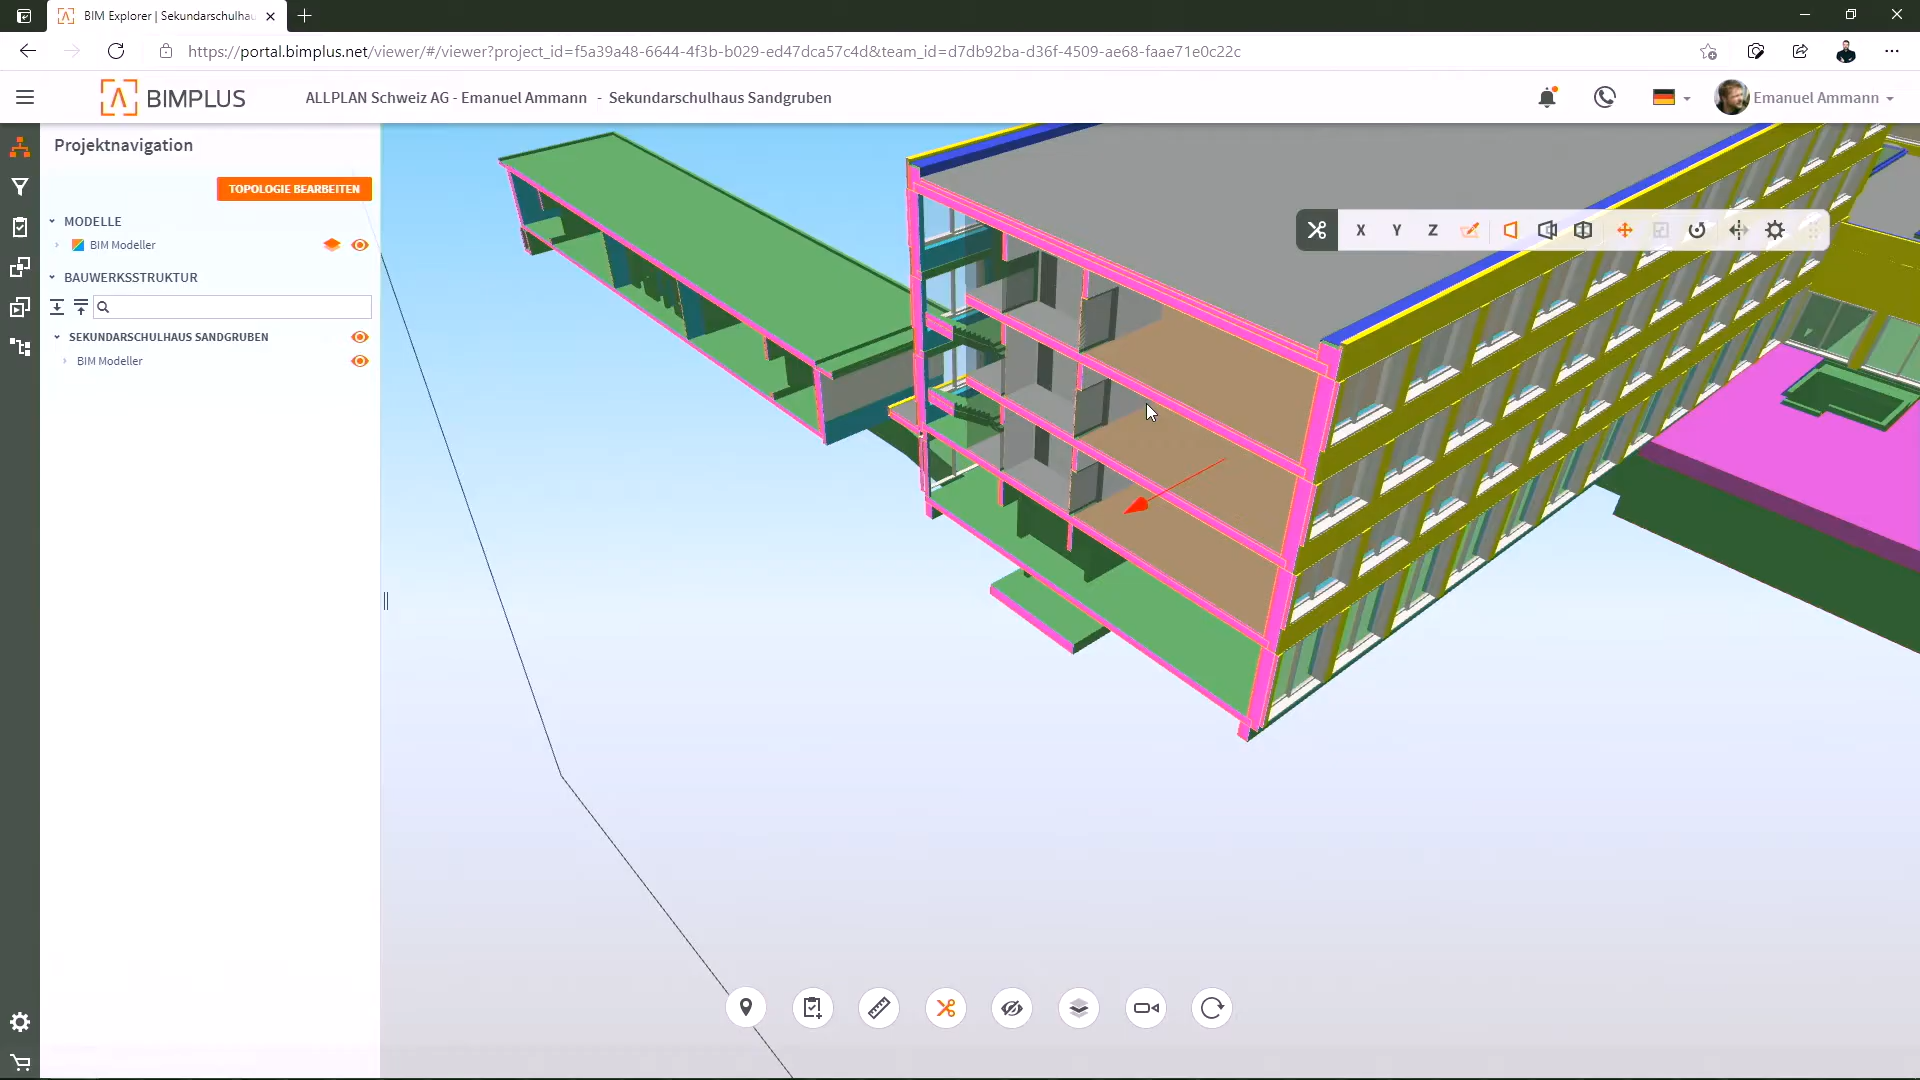 BIM Explorer | Sekundarschulhau
https://portal.bimplus.net/viewer/#/viewer?project_id=f5a39a48-6644-4f3b-b029-ed47dca57c4d&team_id=d7db92ba-d36f-4509-ae68-faae71e0c22c
BIMPLUS
ALLPLAN Schweiz AG - Emanuel Ammann - Sekundarschulhaus Sandgruben
Emanuel Ammann
Projektnavigation
TOPOLOGIE BEARBEITEN
MODELLE
BIM Modeller
BAUWERKSSTRUKTUR
SEKUNDARSCHULHAUS SANDGRUBEN
BIM Modeller
X Y Z